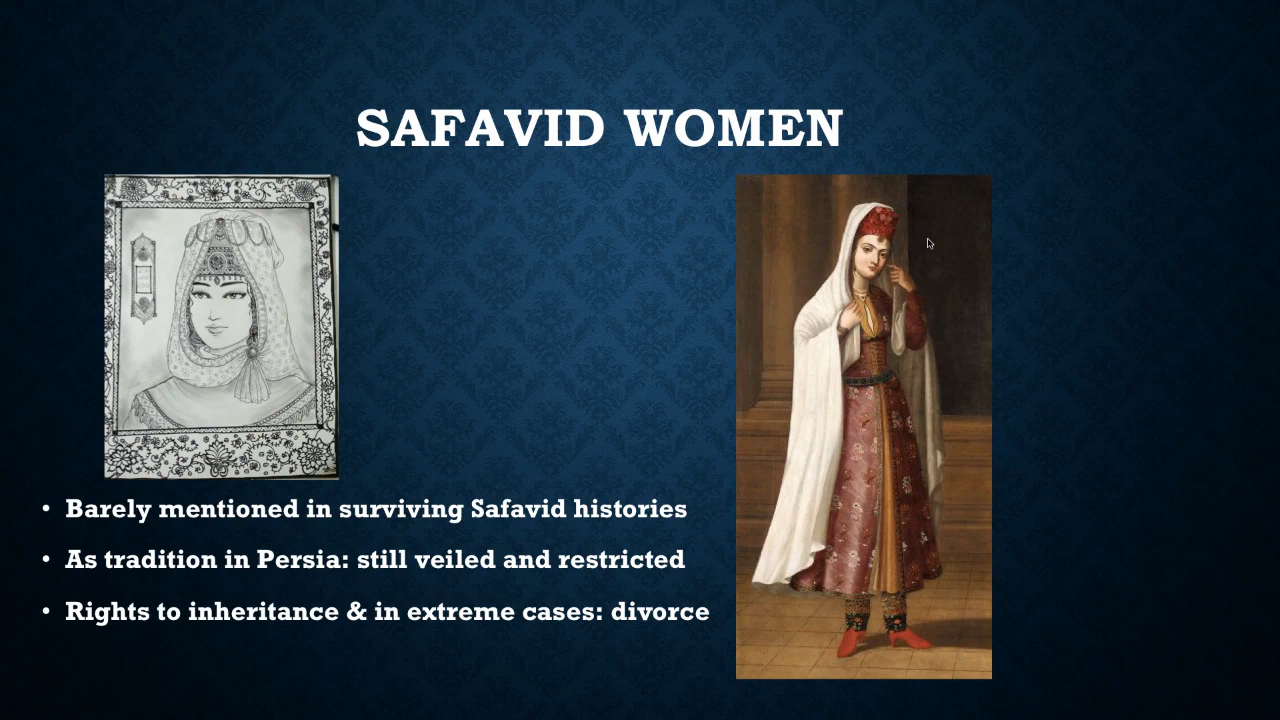 SAFAVID WOMEN
• Barely mentioned in surviving Safavid histories
• As tradition in Persia: still veiled and restricted
• Rights to inheritance & in extreme cases: divorce